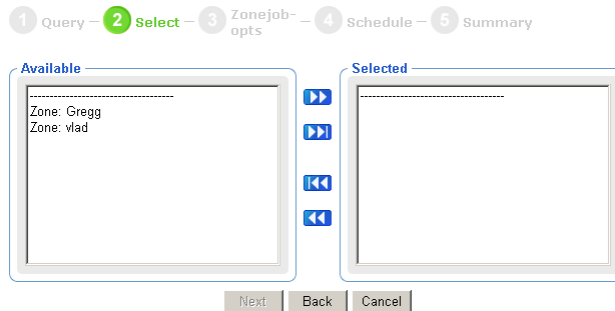 1 Query – 2 Select – 3 Zonejob-opts – 4 Schedule – 5 Summary
Available
Selected
----------------------------------
Zone: Gregg
Zone: vlad
----------------------------------
Next Back Cancel